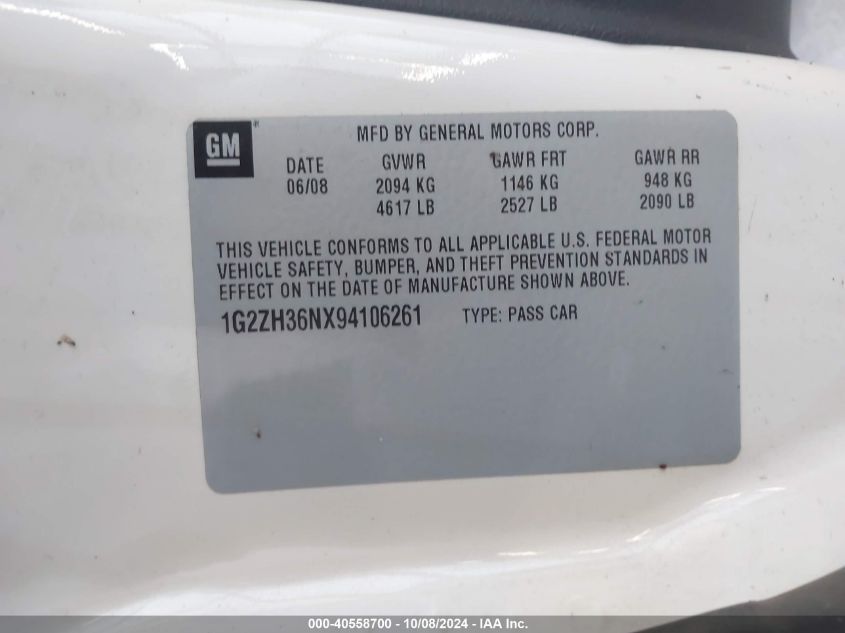 GM
MFD BY GENERAL MOTORS CORP.
DATE GVWR GAWR FRT GAWR RR
06/08 2094 KG 1146 KG 948 KG
4617 LB 2527 LB 2090 LB
THIS VEHICLE CONFORMS TO ALL APPLICABLE U.S. FEDERAL MOTOR
VEHICLE SAFETY, BUMPER, AND THEFT PREVENTION STANDARDS IN
EFFECT ON THE DATE OF MANUFACTURE SHOWN ABOVE.
1G2ZH36NX94106261 TYPE: PASS CAR
000-40558700 - 10/08/2024 - IAA Inc.